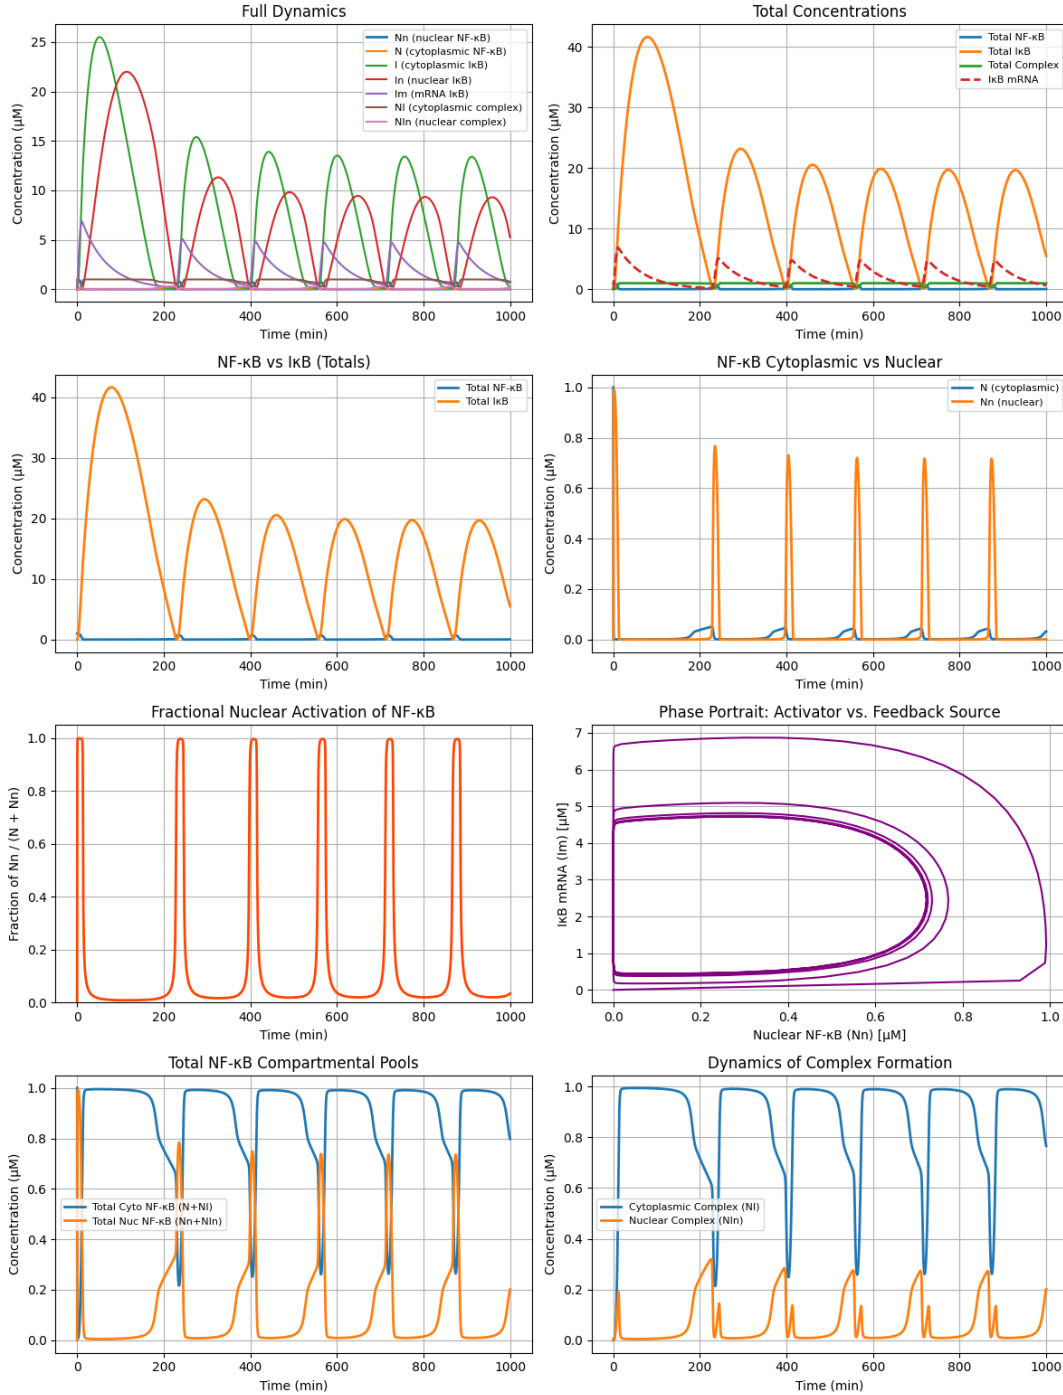 Full Dynamics
Concentration (μM)
25
20
15
10
5
0
Nn (nuclear NF-κB)
N (cytoplasmic NF-κB)
I (cytoplasmic IκB)
In (nuclear IκB)
Im (mRNA IκB)
NI (cytoplasmic complex)
NIn (nuclear complex)
0 200 400 600 800 1000
Time (min)
Total Concentrations
Concentration (μM)
40
30
20
10
0
Total NF-κB
Total IκB
Total Complex
IκB mRNA
0 200 400 600 800 1000
Time (min)
NF-κB vs IκB (Totals)
Concentration (μM)
40
30
20
10
0
Total NF-κB
Total IκB
0 200 400 600 800 1000
Time (min)
NF-κB Cytoplasmic vs Nuclear
Concentration (μM)
1.0
0.8
0.6
0.4
0.2
0.0
N (cytoplasmic)
Nn (nuclear)
0 200 400 600 800 1000
Time (min)
Fractional Nuclear Activation of NF-κB
Fraction of Nn / (N + Nn)
1.0
0.8
0.6
0.4
0.2
0.0
0 200 400 600 800 1000
Time (min)
Phase Portrait: Activator vs. Feedback Source
IκB mRNA (Im) [μM]
7
6
5
4
3
2
1
0
0.0 0.2 0.4 0.6 0.8 1.0
Nuclear NF-κB (Nn) [μM]
Total NF-κB Compartmental Pools
Concentration (μM)
1.0
0.8
0.6
0.4
0.2
0.0
Total Cyto NF-κB (N+NI)
Total Nuc NF-κB (Nn+NIn)
0 200 400 600 800 1000
Time (min)
Dynamics of Complex Formation
Concentration (μM)
1.0
0.8
0.6
0.4
0.2
0.0
Cytoplasmic Complex (NI)
Nuclear Complex (NIn)
0 200 400 600 800 1000
Time (min)